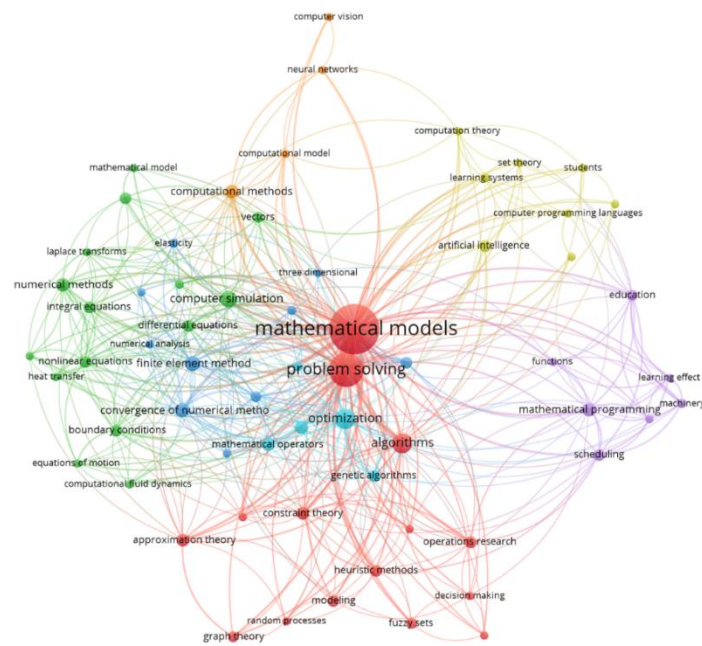 computer vision
neural networks
computation theory
computational model
set theory
mathematical model
students
learning systems
computational methods
computer programming languages
vectors
elasticity
artificial intelligence
laplace transforms
three dimensional
numerical methods
education
computer simulation
integral equations
differential equations
mathematical models
numerical analysis
nonlinear equations
finite element method
functions
problem solving
heat transfer
learning effect
machinery
convergence of numerical metho
mathematical programming
optimization
boundary conditions
mathematical operators
algorithms
scheduling
equations of motion
genetic algorithms
computational fluid dynamics
constraint theory
approximation theory
operations research
heuristic methods
decision making
modeling
random processes
fuzzy sets
graph theory